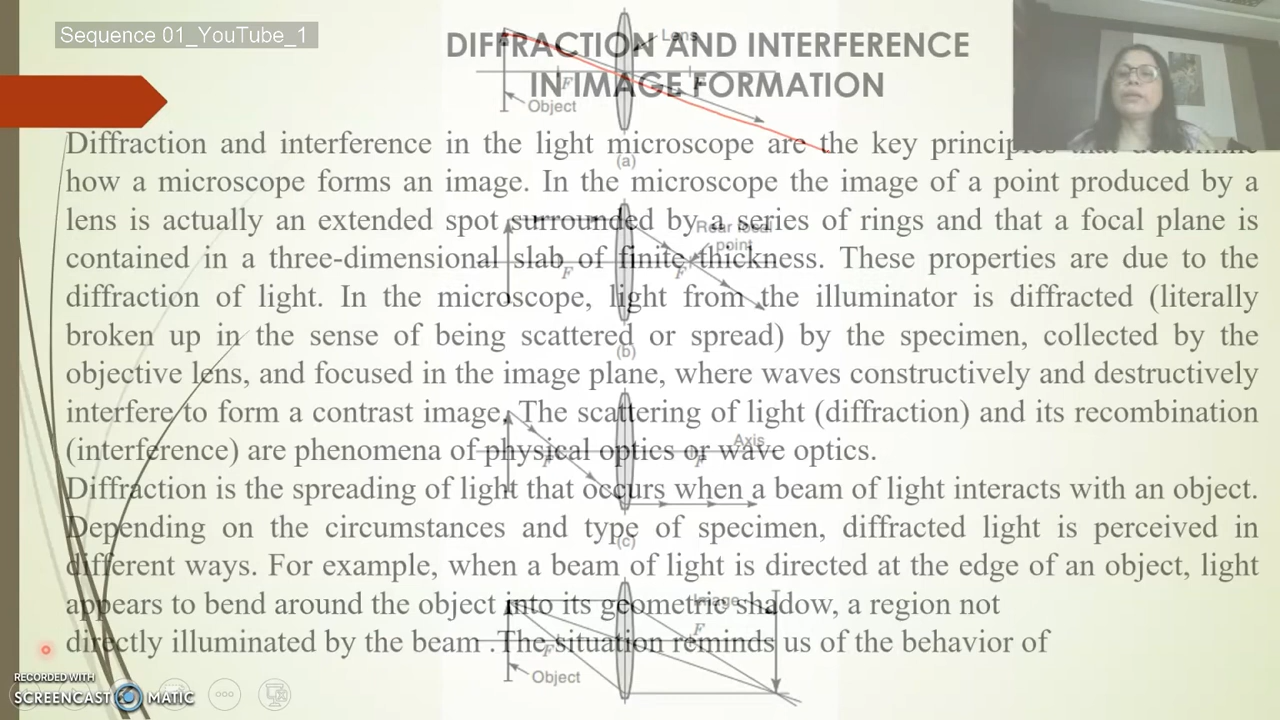 Sequence 01_YouTube_1
DIFFRACTION AND INTERFERENCE
IN IMAGE FORMATION
Lens
F
F
Object
(a)
Diffraction and interference in the light microscope are the key principles that determine
how a microscope forms an image. In the microscope the image of a point produced by a
lens is actually an extended spot surrounded by a series of rings and that a focal plane is
Rear focal
point
contained in a three-dimensional slab of finite thickness. These properties are due to the
F
F
diffraction of light. In the microscope, light from the illuminator is diffracted (literally
broken up in the sense of being scattered or spread) by the specimen, collected by the
(b)
objective lens, and focused in the image plane, where waves constructively and destructively
interfere to form a contrast image. The scattering of light (diffraction) and its recombination
Axis
(interference) are phenomena of physical optics or wave optics.
F
F
Diffraction is the spreading of light that occurs when a beam of light interacts with an object.
Depending on the circumstances and type of specimen, diffracted light is perceived in
(c)
different ways. For example, when a beam of light is directed at the edge of an object, light
appears to bend around the object into its geometric shadow, a region not
Image
F
directly illuminated by the beam .The situation reminds us of the behavior of
F
Object
RECORDED WITH
SCREENCAST MATIC